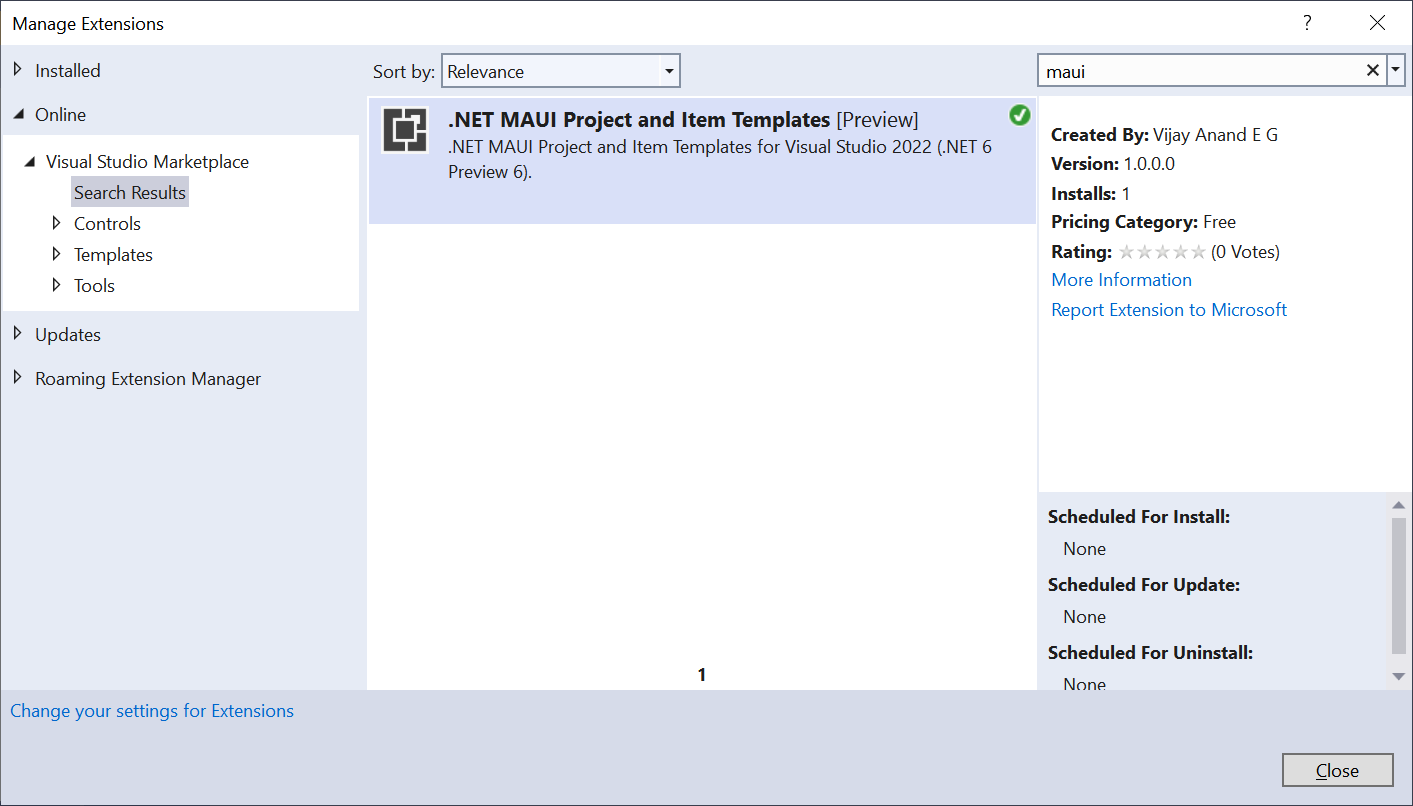 Manage Extensions
?
Installed
Online
Visual Studio Marketplace
Search Results
Controls
Templates
Tools
Updates
Roaming Extension Manager
Sort by: Relevance
maui
.NET MAUI Project and Item Templates [Preview]
.NET MAUI Project and Item Templates for Visual Studio 2022 (.NET 6
Preview 6).
1
Created By: Vijay Anand E G
Version: 1.0.0.0
Installs: 1
Pricing Category: Free
Rating: (0 Votes)
More Information
Report Extension to Microsoft
Scheduled For Install:
None
Scheduled For Update:
None
Scheduled For Uninstall:
None
Change your settings for Extensions
Close